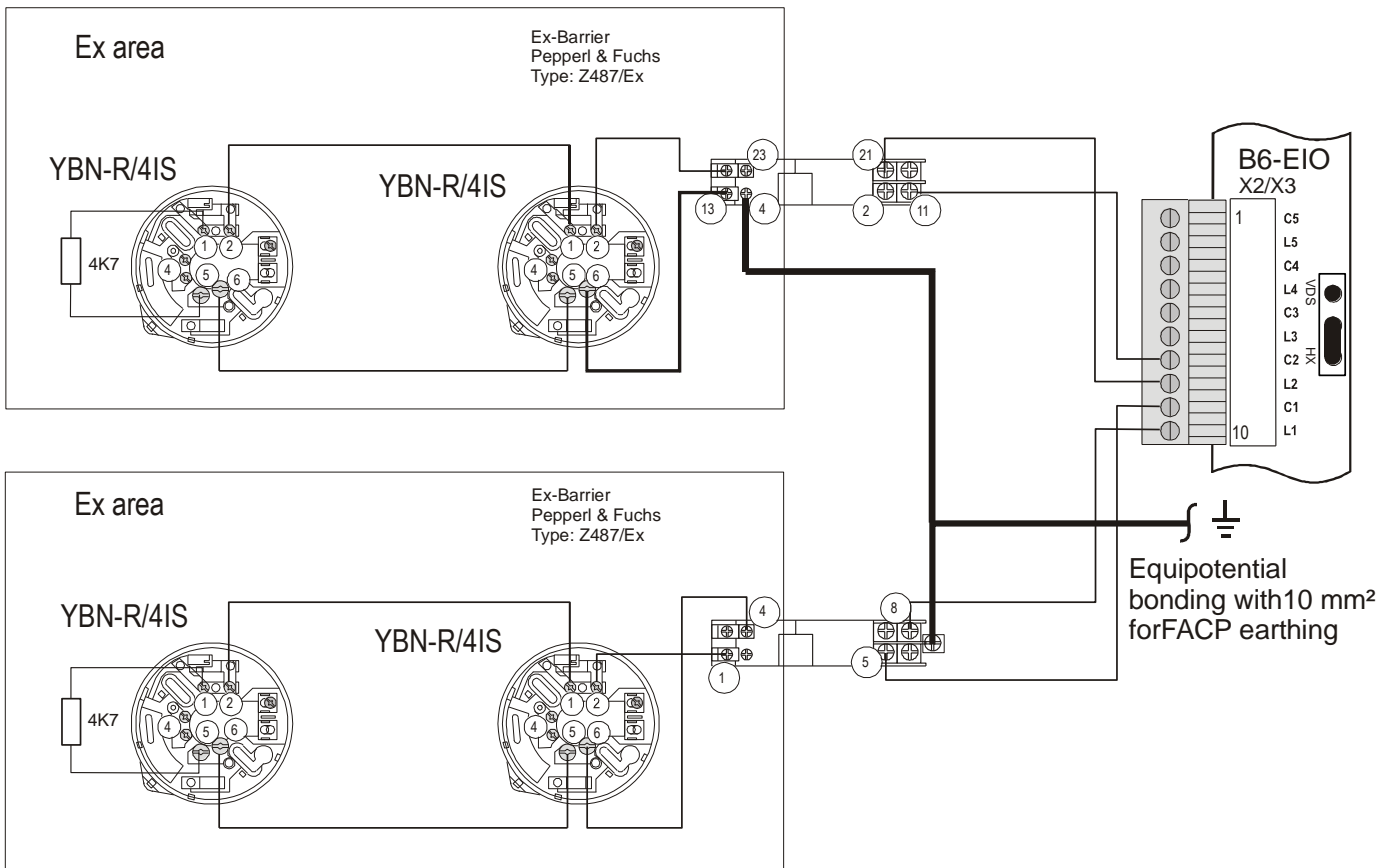 Ex area
Ex-Barrier
Pepperl & Fuchs
Type: Z487/Ex
YBN-R/4IS
YBN-R/4IS
4K7
1
2
4
5
6
1
2
4
5
6
23
13
4
21
2
11
B6-EIO
X2/X3
1
10
C5
L5
C4
L4
C3
L3
C2
L2
C1
L1
VDS
HX
Equipotential
bonding with10 mm²
forFACP earthing
Ex area
Ex-Barrier
Pepperl & Fuchs
Type: Z487/Ex
YBN-R/4IS
YBN-R/4IS
4K7
1
2
4
5
6
1
2
4
5
6
4
1
8
5